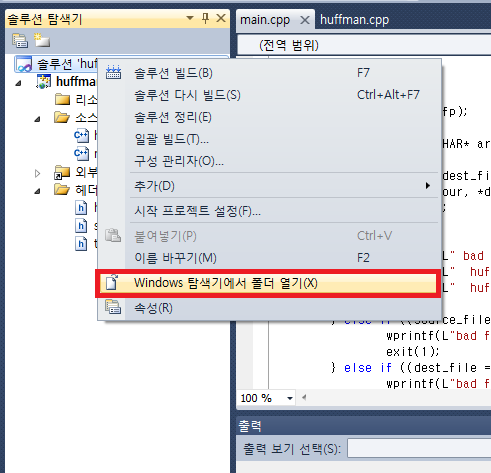 솔루션 탐색기
main.cpp
huffman.cpp
(전역 범위)
솔루션 'huf
huffman
리소
소스
외부
헤더
h
s
t
솔루션 빌드(B) F7
솔루션 다시 빌드(S) Ctrl+Alt+F7
솔루션 정리(E)
일괄 빌드(T)...
구성 관리자(O)...
추가(D)
시작 프로젝트 설정(F)...
붙여넣기(P) Ctrl+V
이름 바꾸기(M) F2
Windows 탐색기에서 폴더 열기(X)
속성(R)
fp);
HAR* ar
dest_file
our, *d
L" bad
L" huf
L" huf
} else if ((source_file
wprintf(L"bad f
exit(1);
} else if ((dest_file =
wprintf(L"bad f
100 %
출력
출력 보기 선택(S):